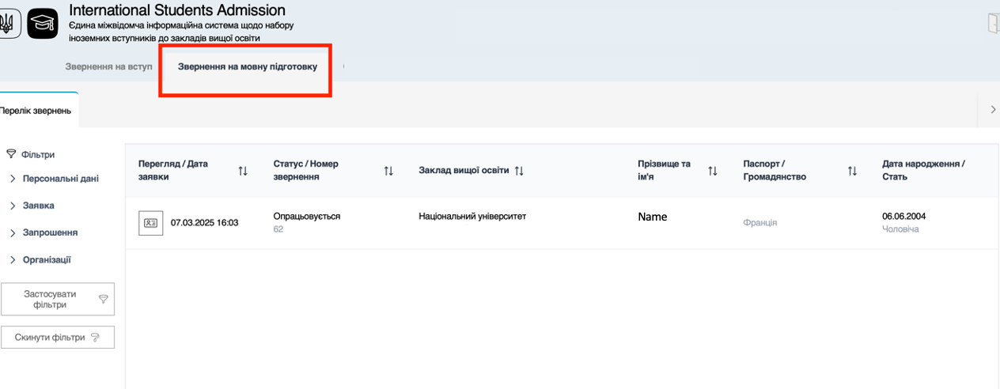 International Students Admission
Єдина міжвідомча інформаційна система щодо набору
іноземних вступників до закладів вищої освіти
Звернення на вступ
Звернення на мовну підготовку
Перелік звернень
Фільтри
Персональні дані
Заявка
Запрошення
Організації
Застосувати
фільтри
Скинути фільтри
Перегляд / Дата
заявки
Статус / Номер
звернення
Заклад вищої освіти
Прізвище та
ім'я
Паспорт /
Громадянство
Дата народження /
Стать
07.03.2025 16:03
Опрацьовується
62
Національний університет
Name
Франція
06.06.2004
Чоловіча